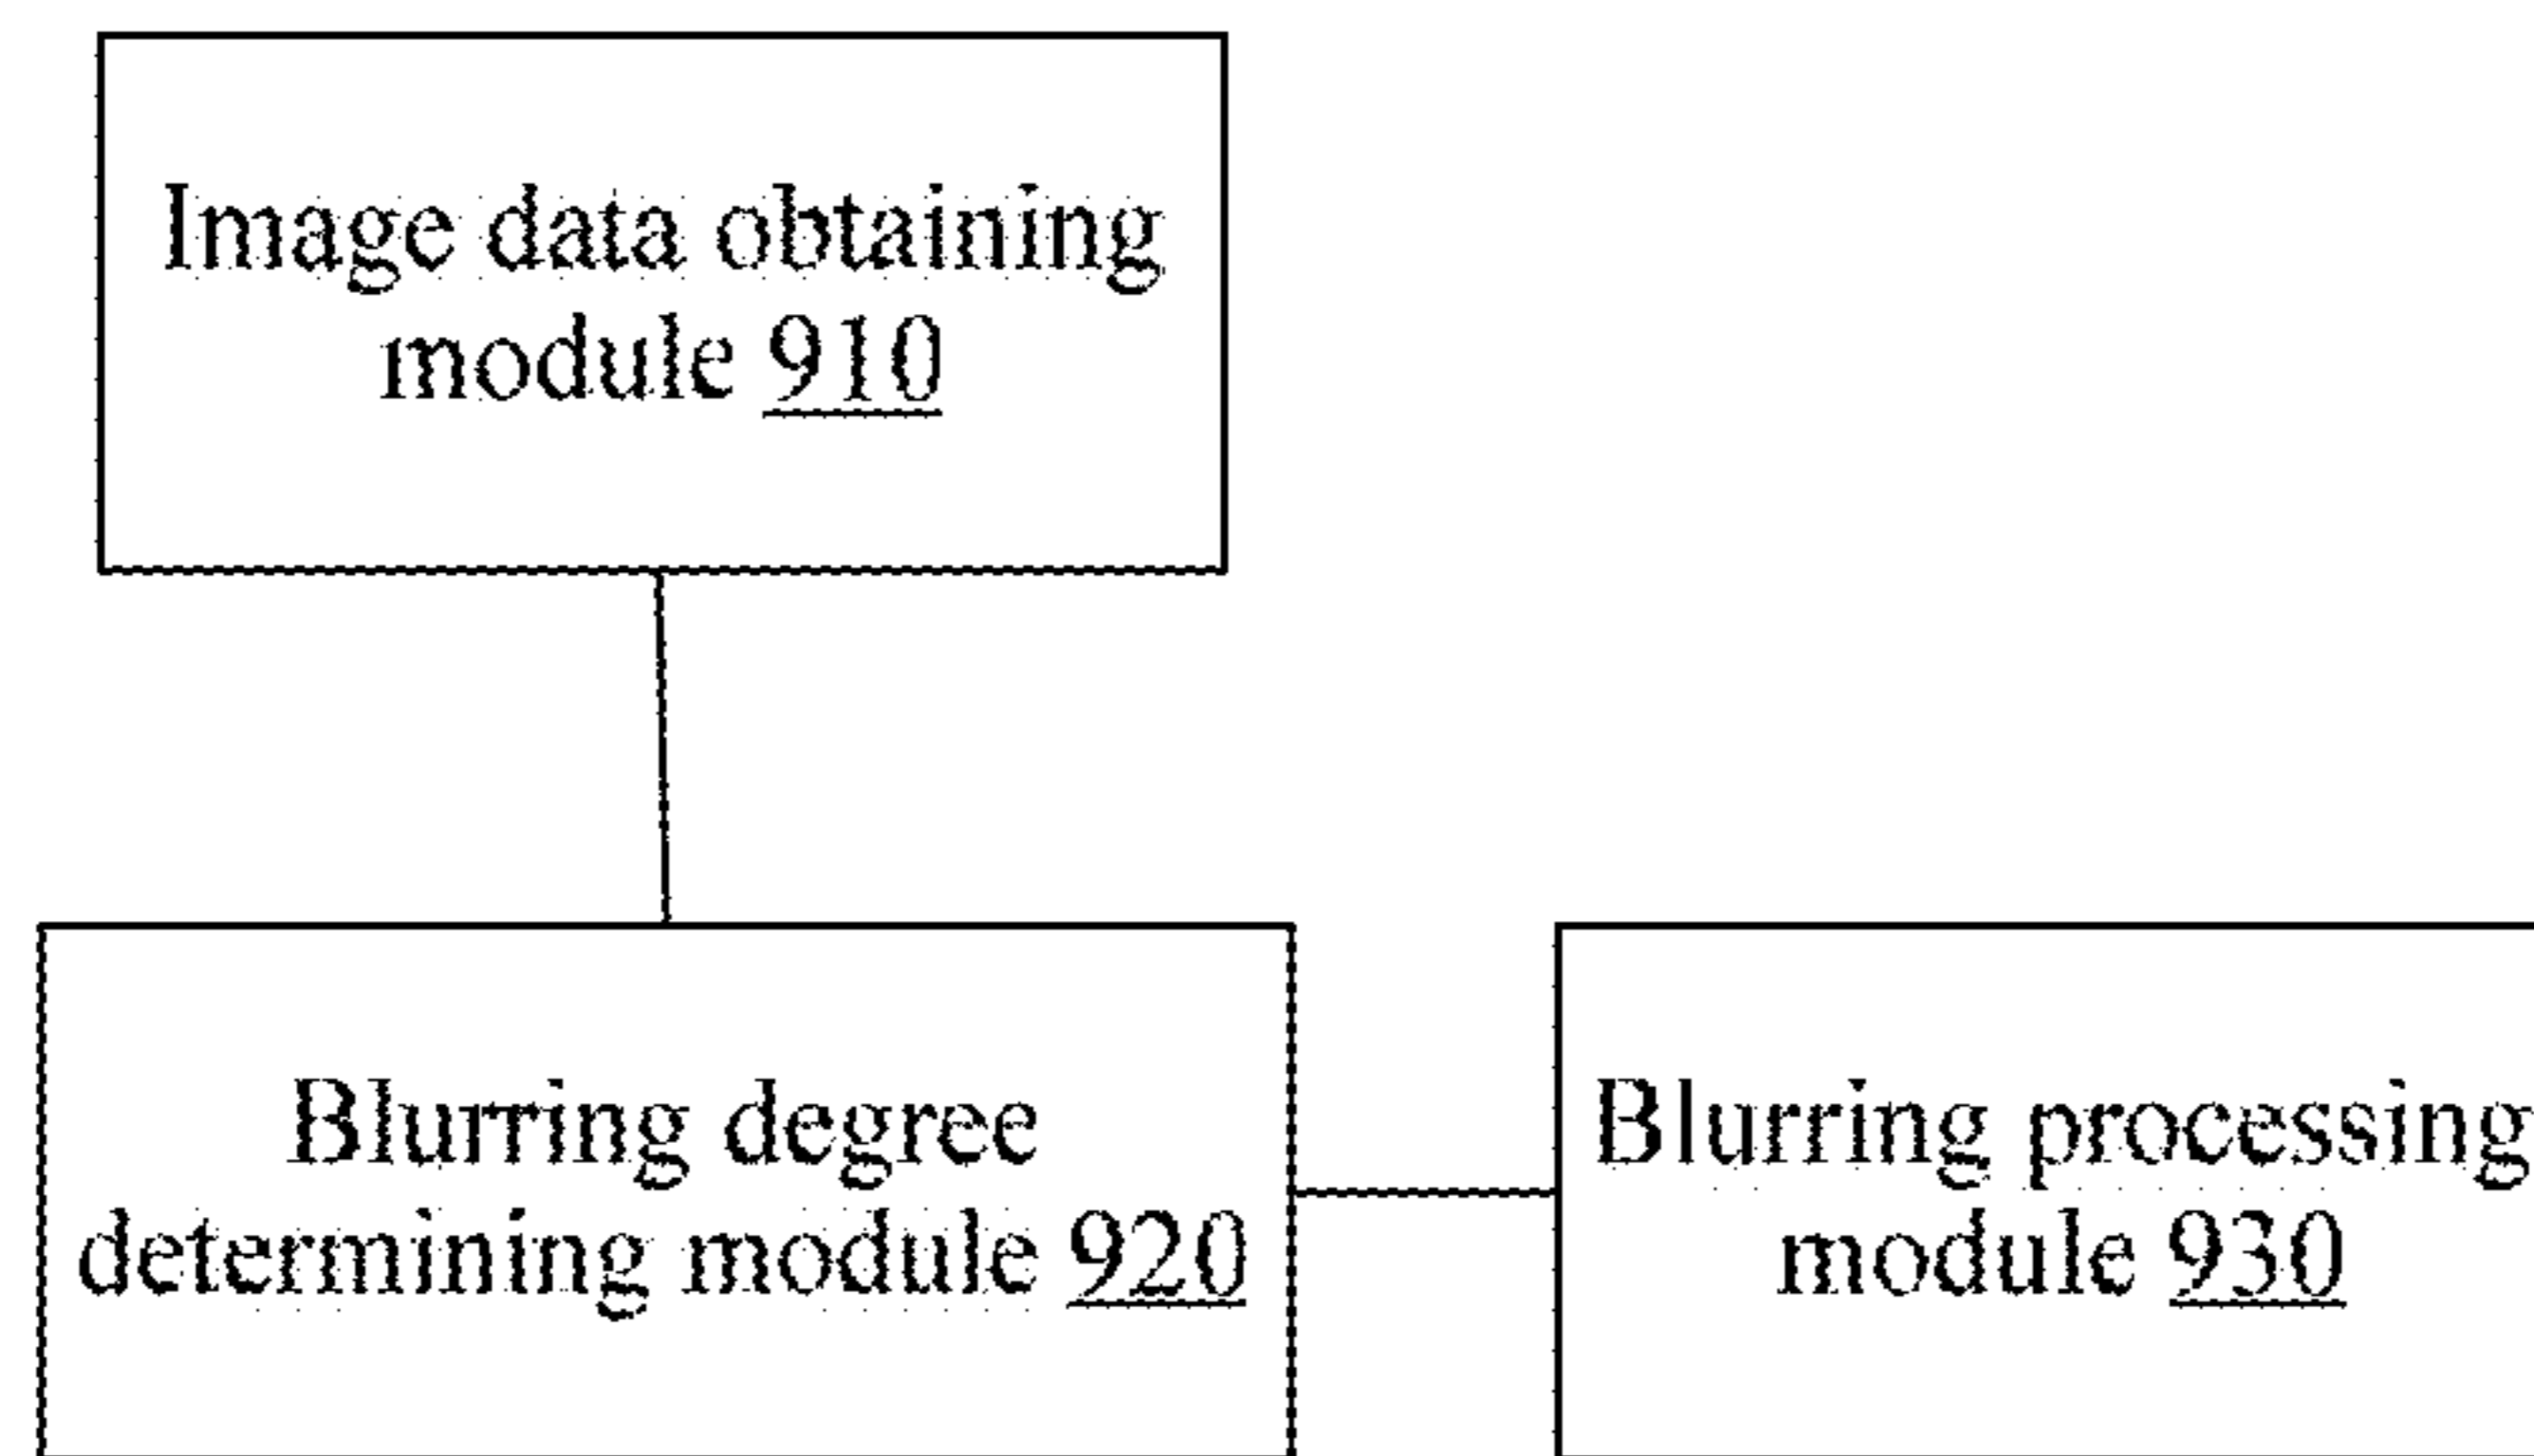 Image data obtaining
module 910
Blurring degree
determining module 920
Blurring processing
module 930